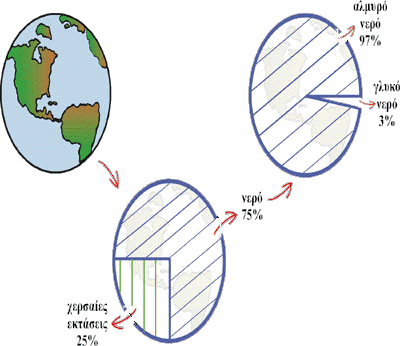 αλμυρό
νερό
97%
γλυκό
νερό
3%
νερό
75%
χερσαίες
εκτάσεις
25%